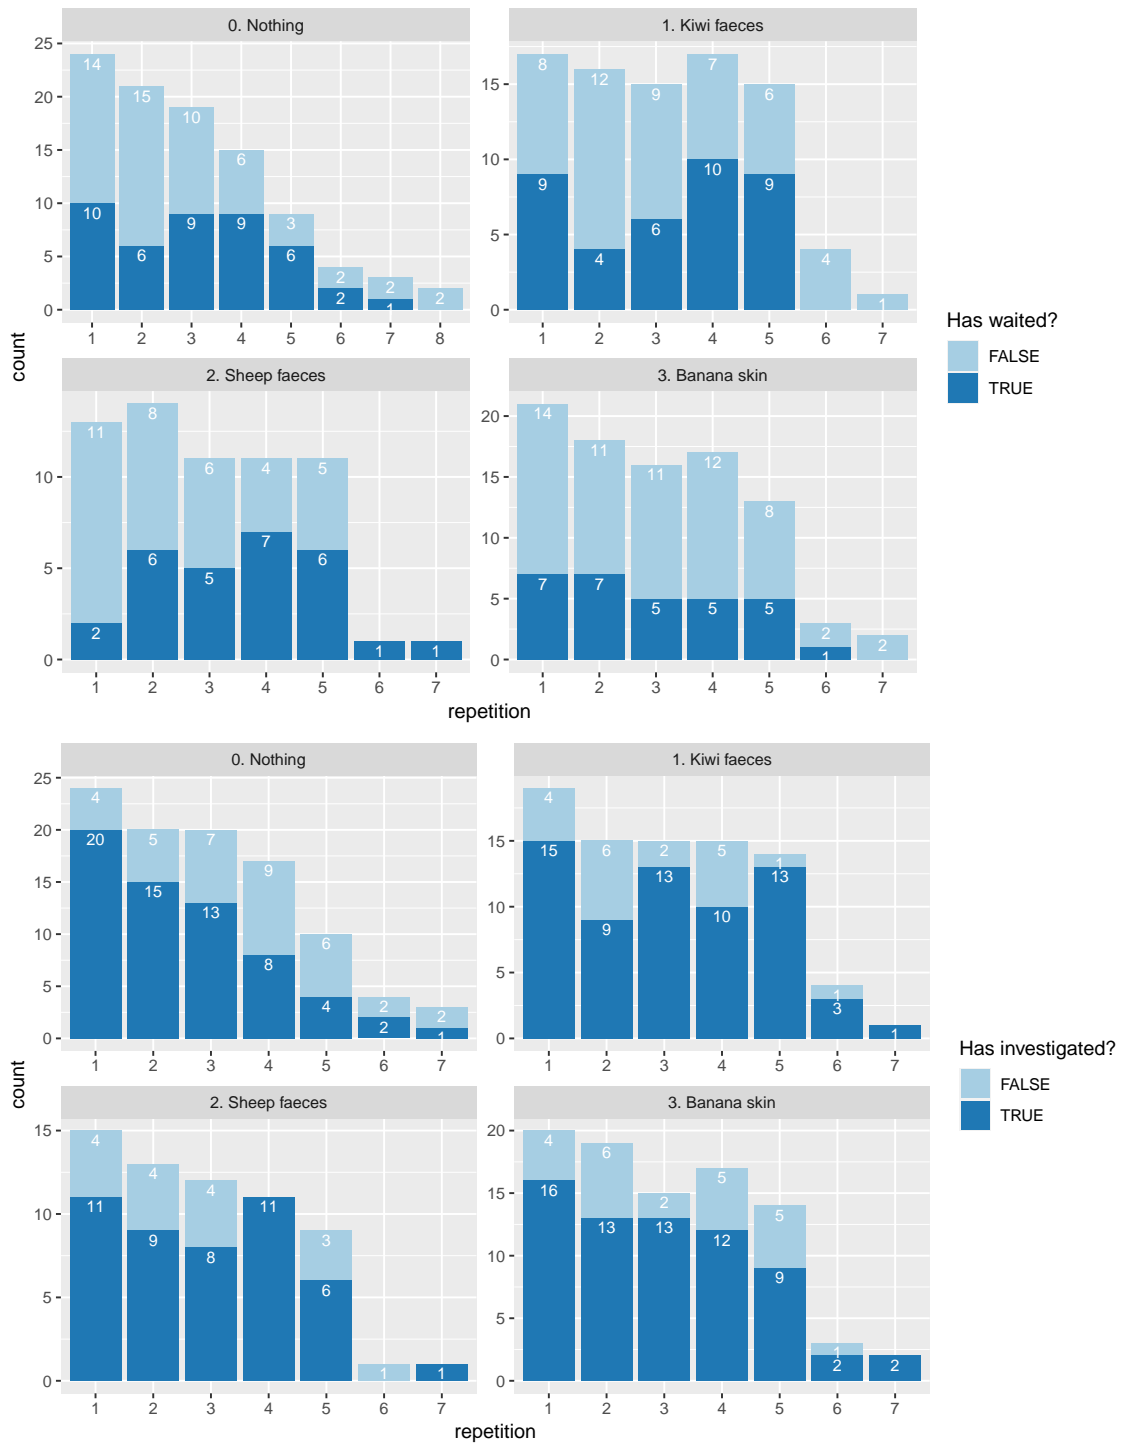 0. Nothing
1. Kiwi faeces
25
20
15
10
5
0
14 15 10 6 3 2 2 2
10 6 9 9 6 2 1
1 2 3 4 5 6 7 8
15
10
5
0
8 12 9 7 6 4 1
9 4 6 10 9
1 2 3 4 5 6 7
2. Sheep faeces
3. Banana skin
10
5
0
11 8 6 4 5
2 6 5 7 6 1 1
1 2 3 4 5 6 7
20
15
10
5
0
14 11 11 12 8 2 2
7 7 5 5 5 1
1 2 3 4 5 6 7
count
repetition
Has waited?
FALSE
TRUE
0. Nothing
1. Kiwi faeces
25
20
15
10
5
0
4 5 7 9 6 2 2
20 15 13 8 4 2 1
1 2 3 4 5 6 7
15
10
5
0
4 6 2 5 1 1
15 9 13 10 13 3 1
1 2 3 4 5 6 7
2. Sheep faeces
3. Banana skin
15
10
5
0
4 4 4 3 1
11 9 8 11 6 1
1 2 3 4 5 6 7
20
15
10
5
0
4 6 2 5 5 1
16 13 13 12 9 2 2
1 2 3 4 5 6 7
count
repetition
Has investigated?
FALSE
TRUE